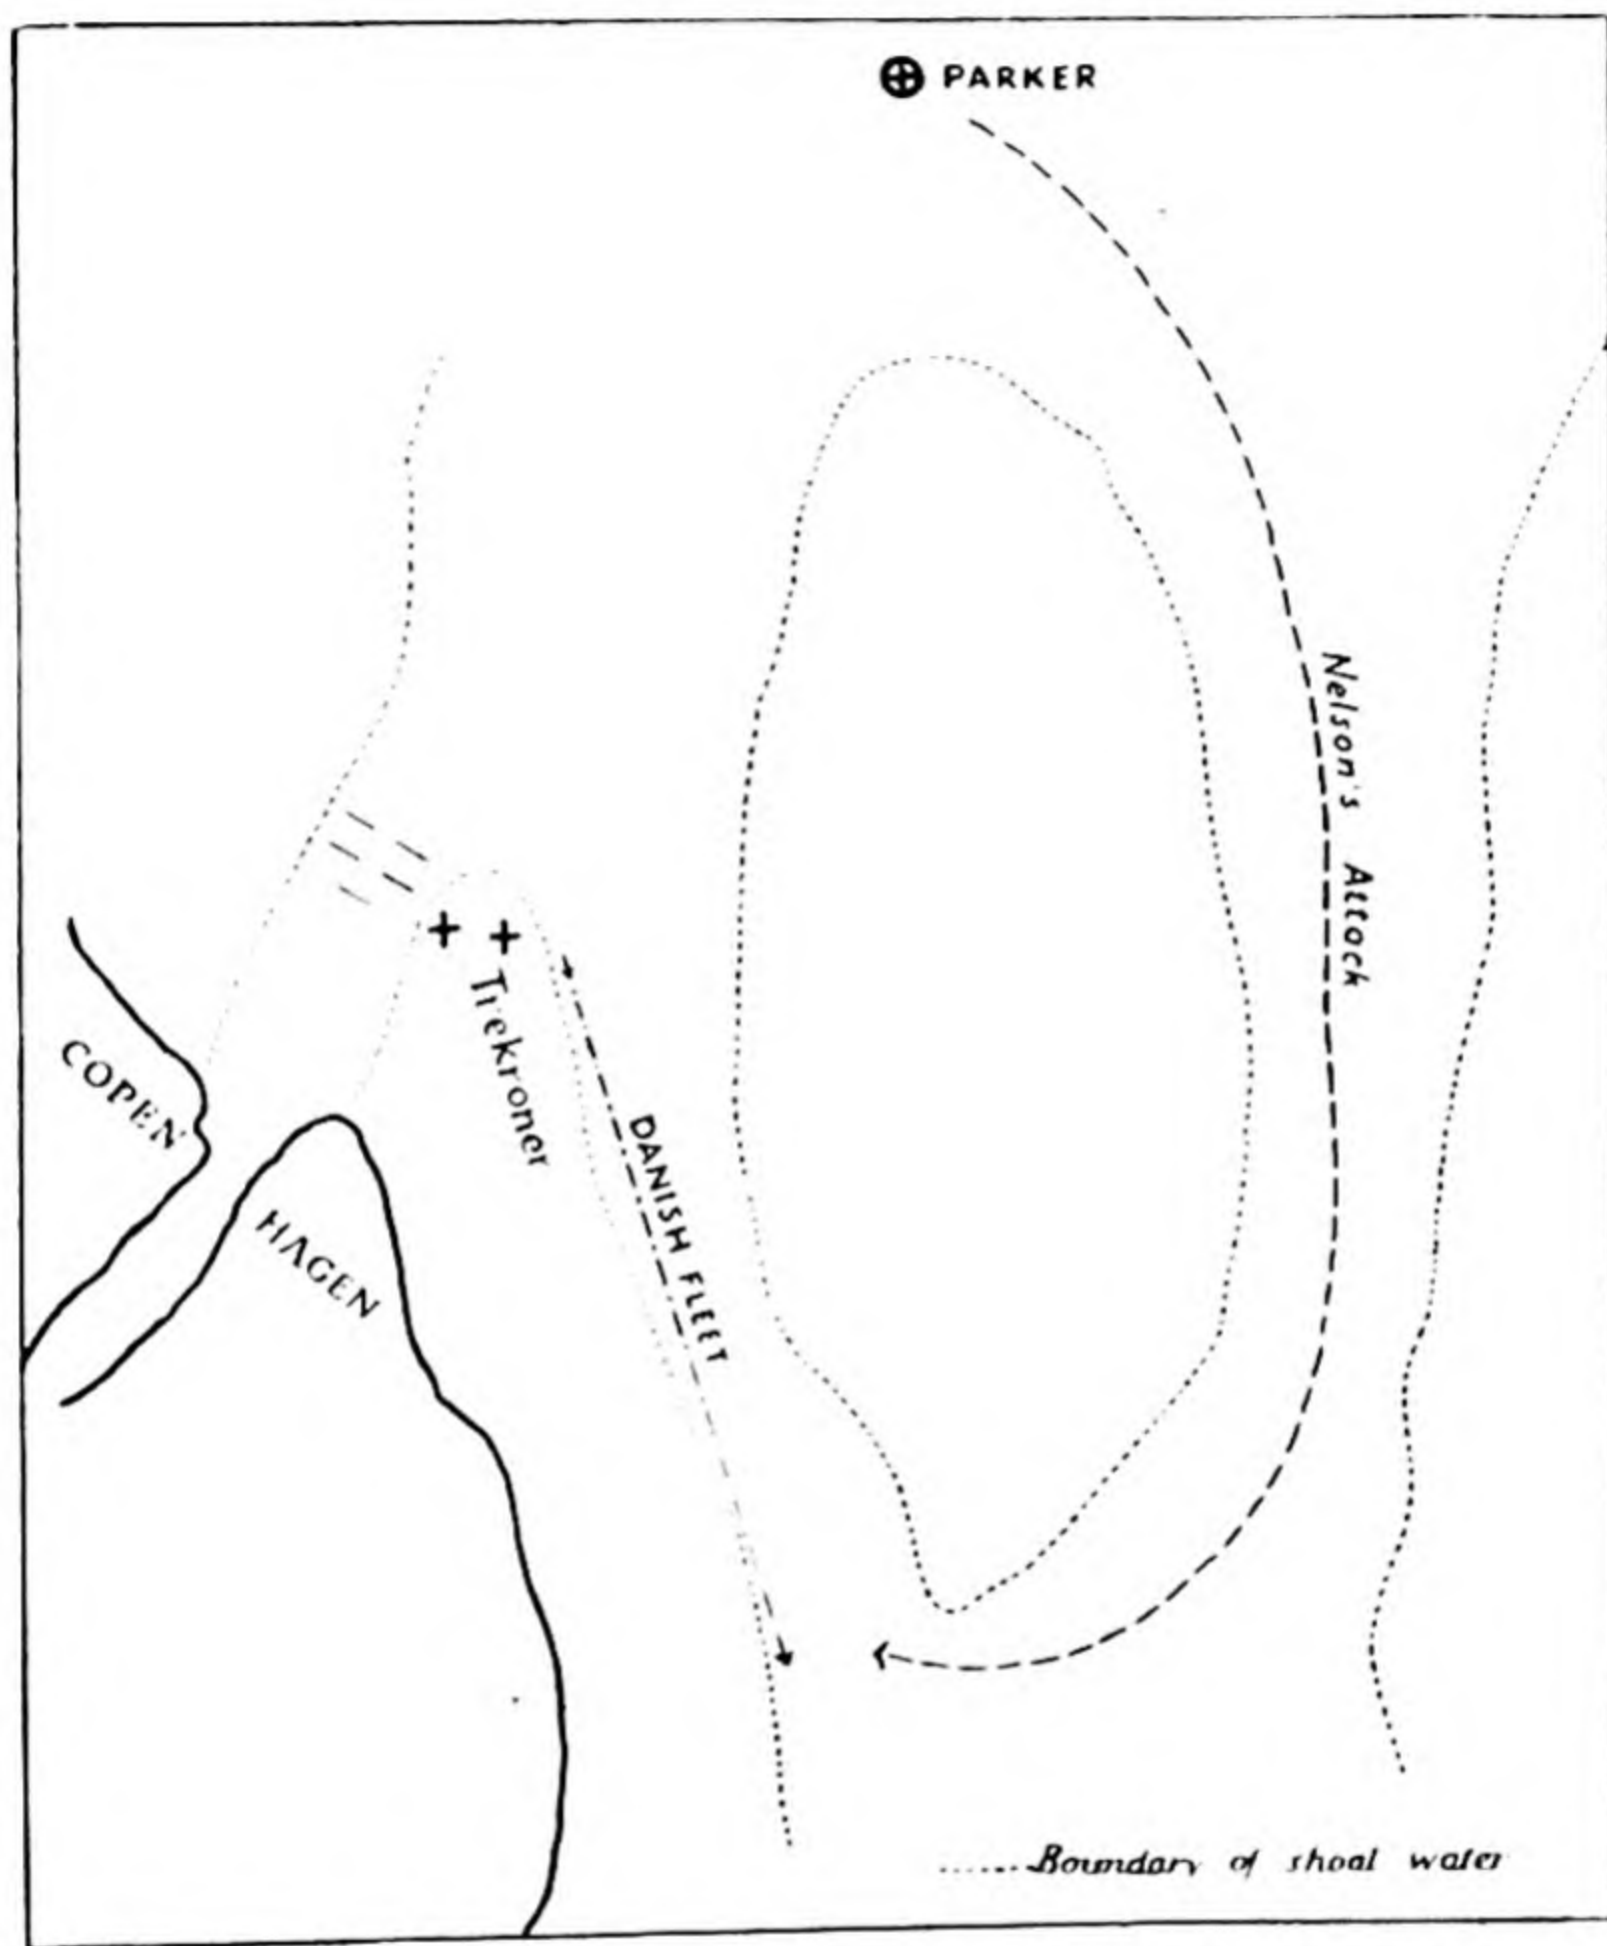 PARKER
Nelson's Attack
COPEN
HAGEN
Trekroner
DANISH FLEET
Boundary of shoal water